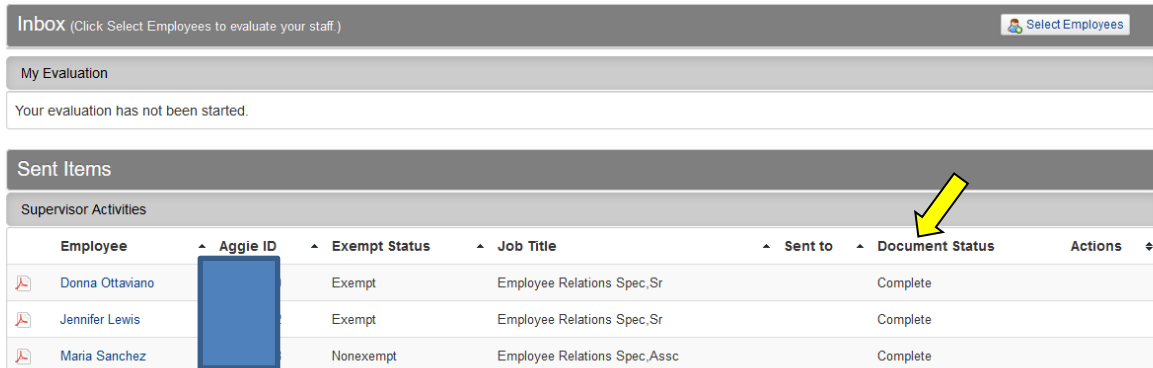 Inbox (Click Select Employees to evaluate your staff.) Select Employees
My Evaluation
Your evaluation has not been started.
Sent Items
Supervisor Activities
Employee Aggie ID Exempt Status Job Title Sent to Document Status Actions
Donna Ottaviano Exempt Employee Relations Spec,Sr Complete
Jennifer Lewis Exempt Employee Relations Spec,Sr Complete
Maria Sanchez Nonexempt Employee Relations Spec,Assc Complete